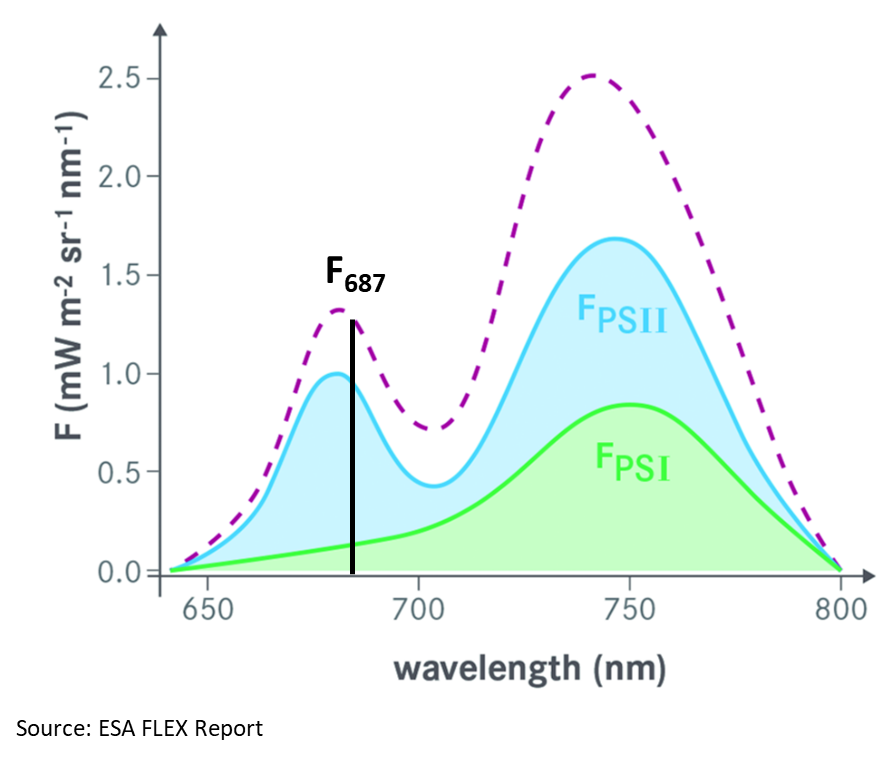 F (mW m-2 sr-1 nm-1)
2.5
2.0
1.5
1.0
0.5
0.0
F687
FPSII
FPSI
650 700 750 800
wavelength (nm)
Source: ESA FLEX Report